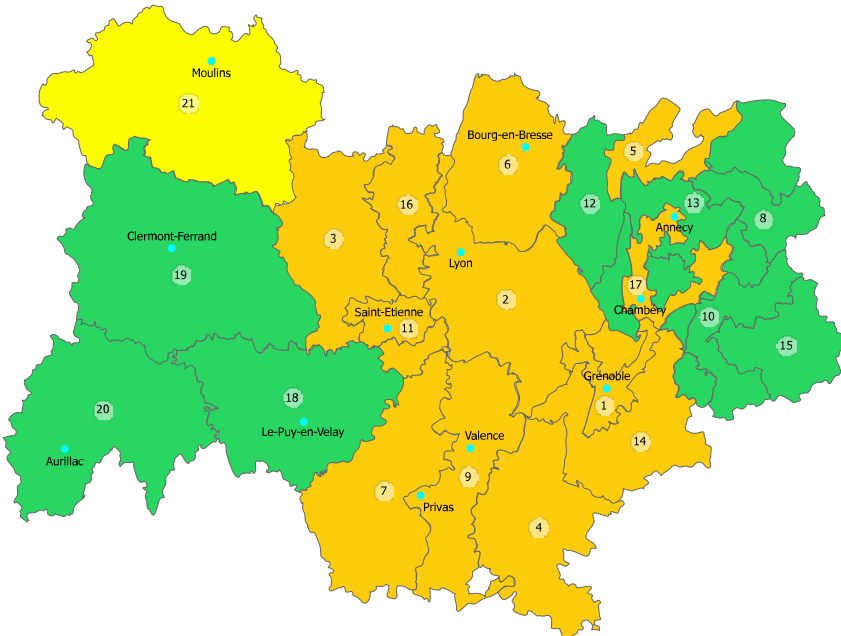 Moulins
21
Bourg-en-Bresse
5
6
16
12
13
8
Annecy
Clermont-Ferrand
3
Lyon
19
17
2
Chambéry
Saint-Etienne
11
10
15
Grenoble
18
1
20
Le-Puy-en-Velay
Valence
14
Aurillac
9
7
Privas
4